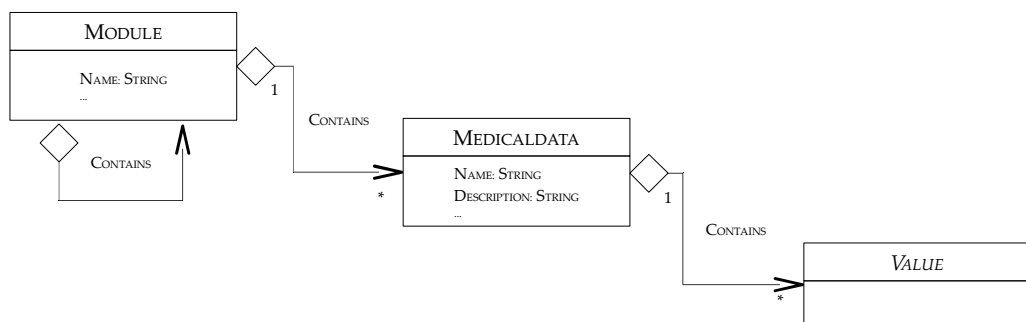 MODULE
NAME: STRING
...
1
CONTAINS
CONTAINS
*
MEDICALDATA
NAME: STRING
DESCRIPTION: STRING
...
1
CONTAINS
*
VALUE